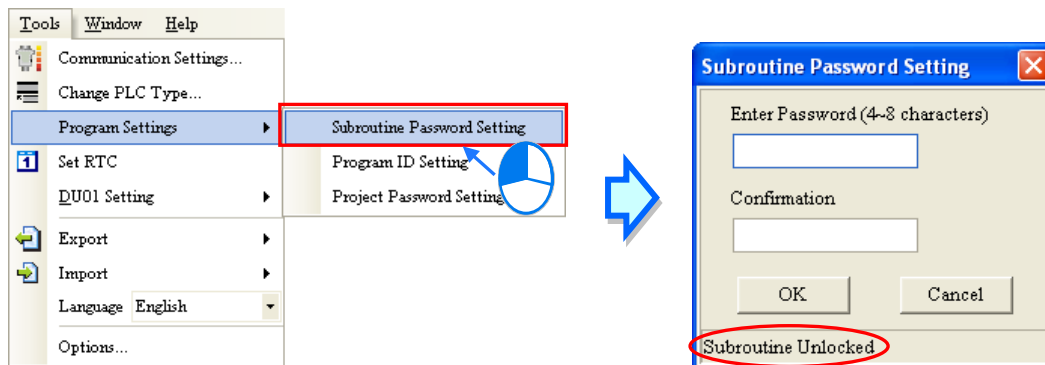 Tools Window Help
Communication Settings...
Change PLC Type...
Program Settings
Set RTC
DU01 Setting
Export
Import
Language English
Options...
Subroutine Password Setting
Program ID Setting
Project Password Setting
Subroutine Password Setting
Enter Password (4~8 characters)
Confirmation
OK Cancel
Subroutine Unlocked
1